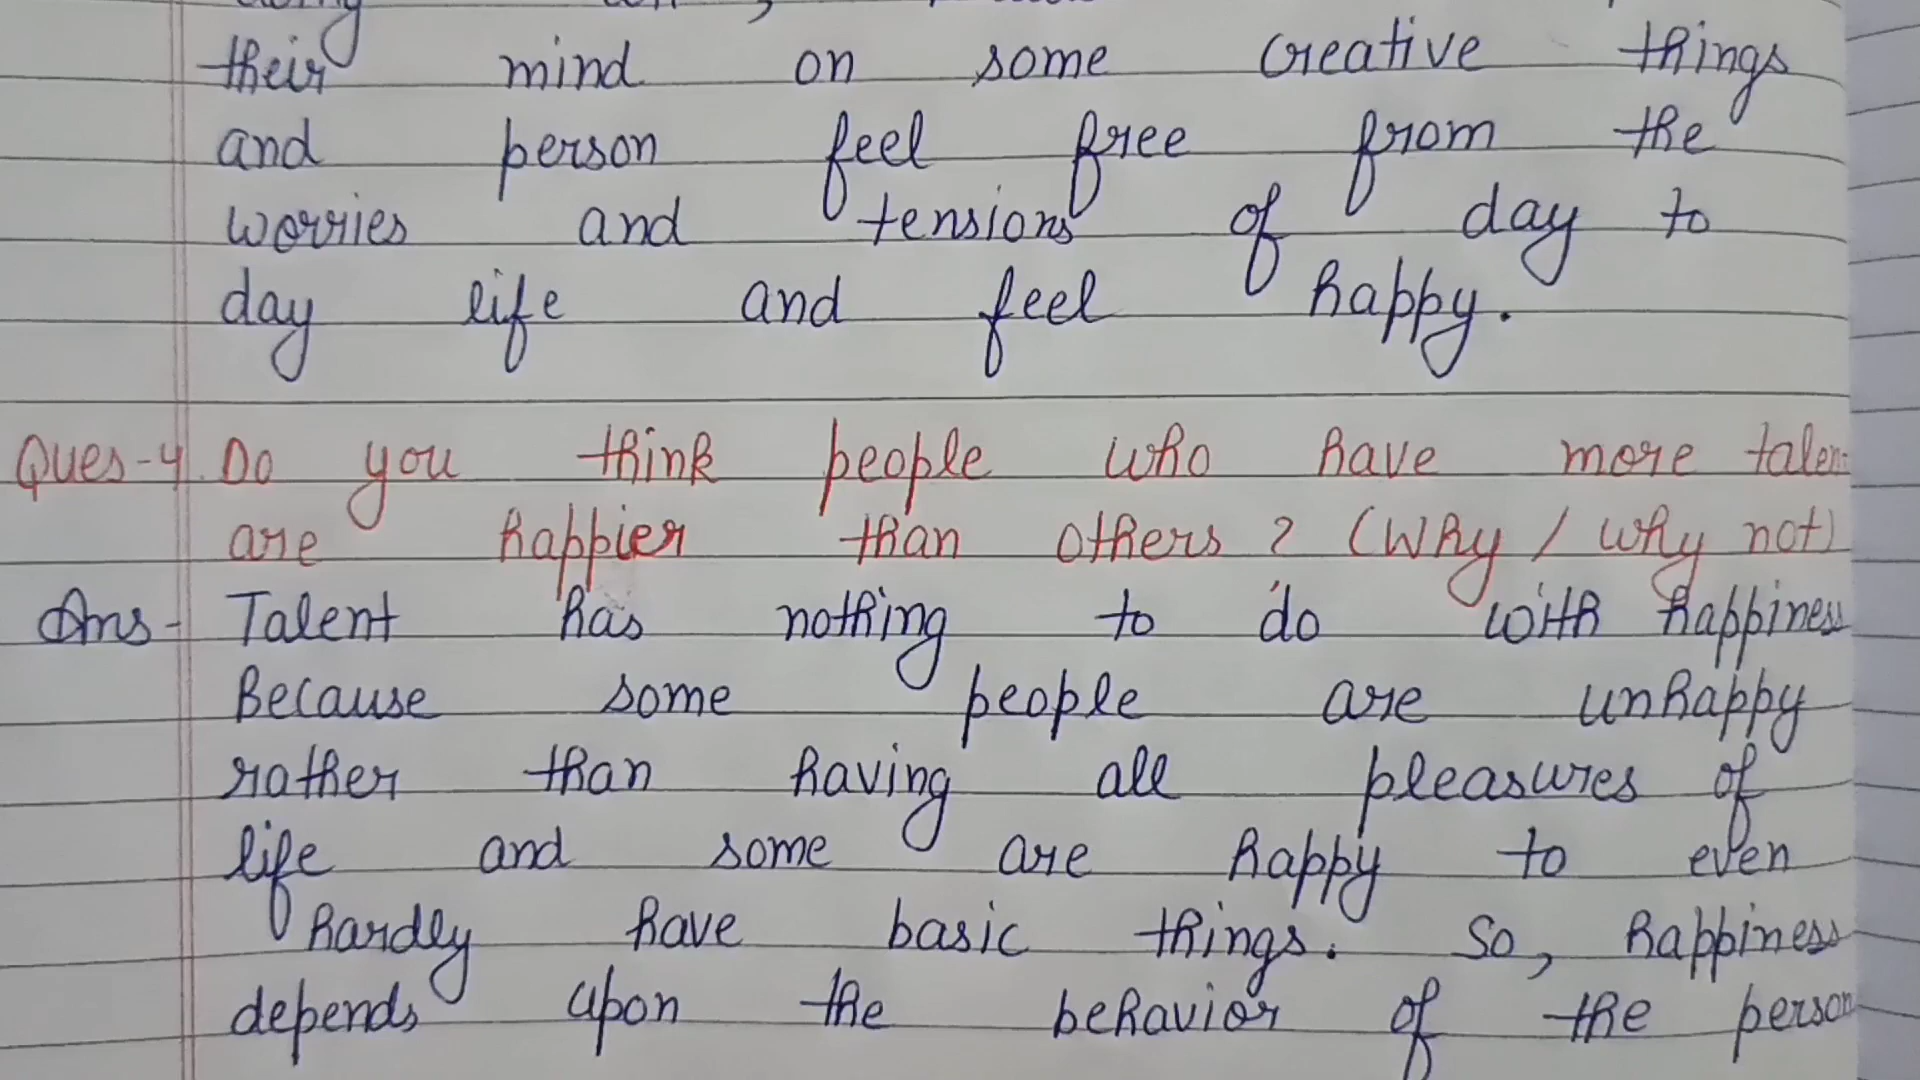 their mind on some creative things
and person feel free from the
worries and tensions of day to
day life and feel happy.
Ques-4. Do you think people who have more talen
are happier than others? (Why / Why not)
Ans- Talent has nothing to do with happiness
Because some people are unhappy
rather than having all pleasures of
life and some are happy to even
hardly have basic things. So, happiness
depends upon the behavior of the person